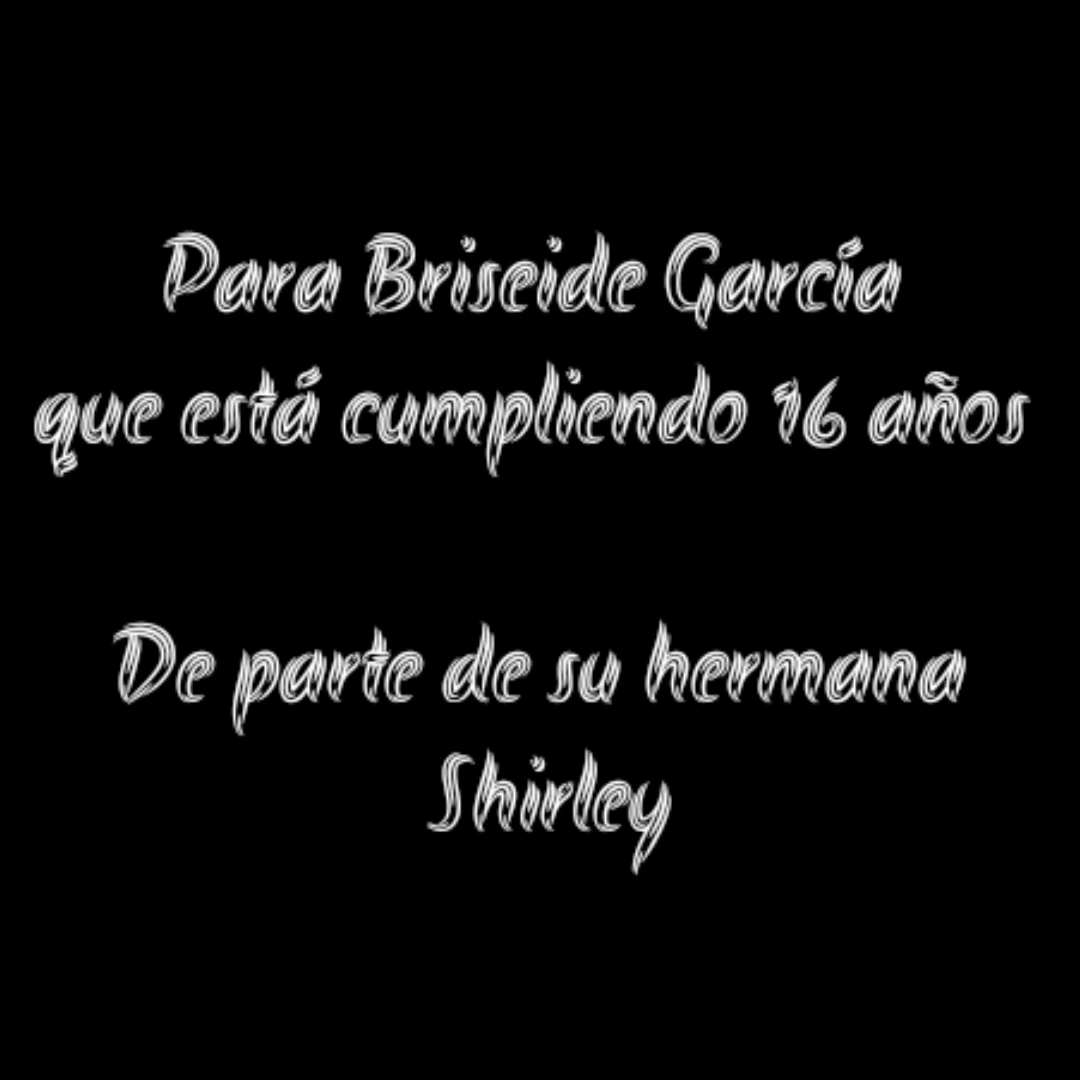 Para Briseide García
que está cumpliendo 16 años
De parte de su hermana
Shirley